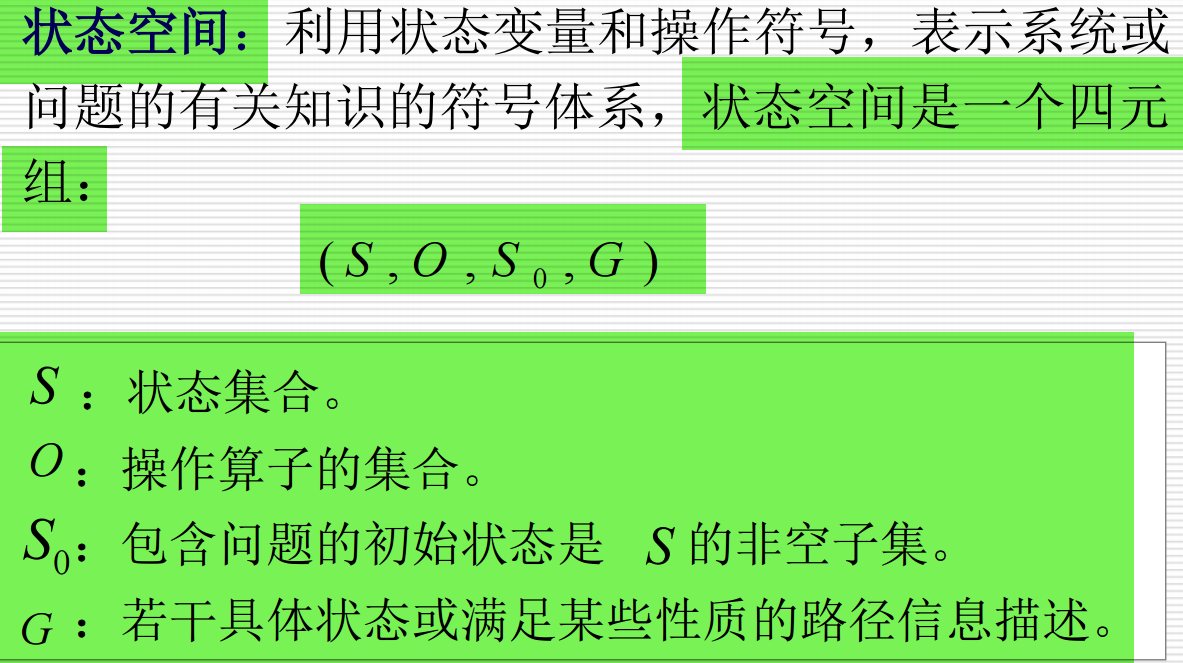 状态空间：利用状态变量和操作符号，表示系统或
问题的有关知识的符号体系，状态空间是一个四元
组：
( S , O , S₀ , G )
S ：状态集合。
O ：操作算子的集合。
S₀：包含问题的初始状态是 S 的非空子集。
G ：若干具体状态或满足某些性质的路径信息描述。